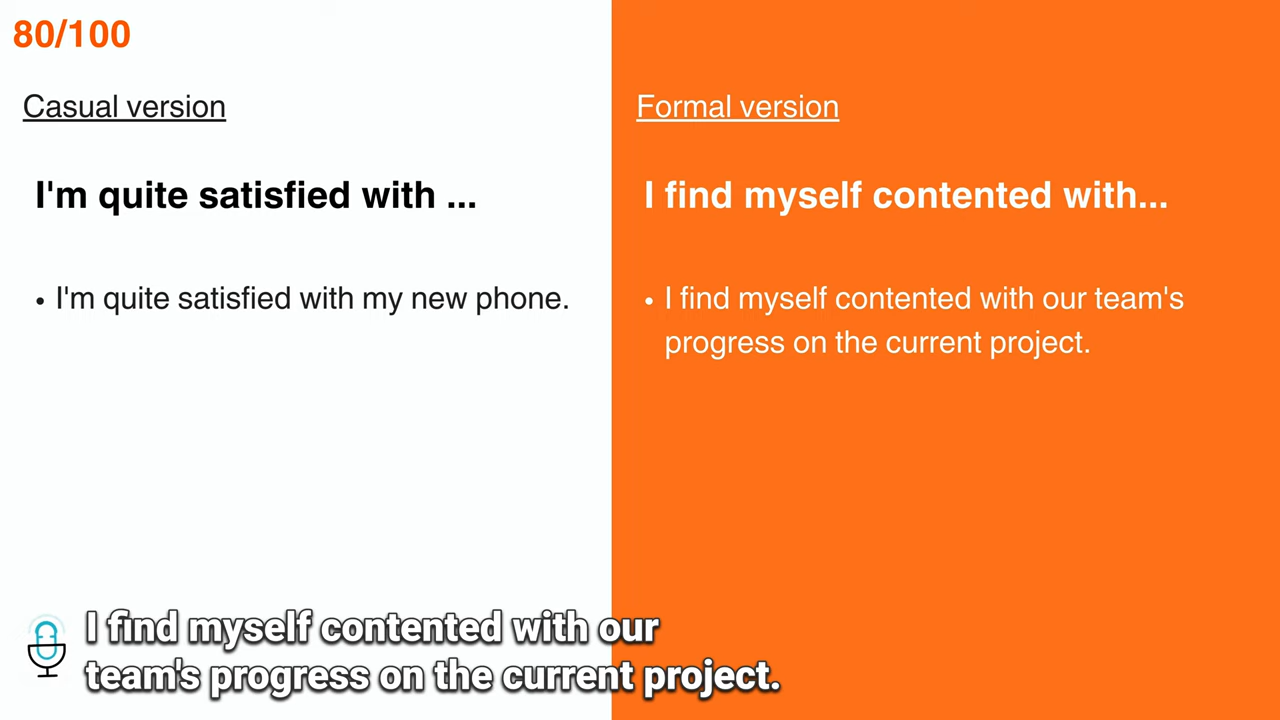 80/100
Casual version
I'm quite satisfied with ...
• I'm quite satisfied with my new phone.
Formal version
I find myself contented with...
• I find myself contented with our team's
progress on the current project.
I find myself contented with our
team's progress on the current project.